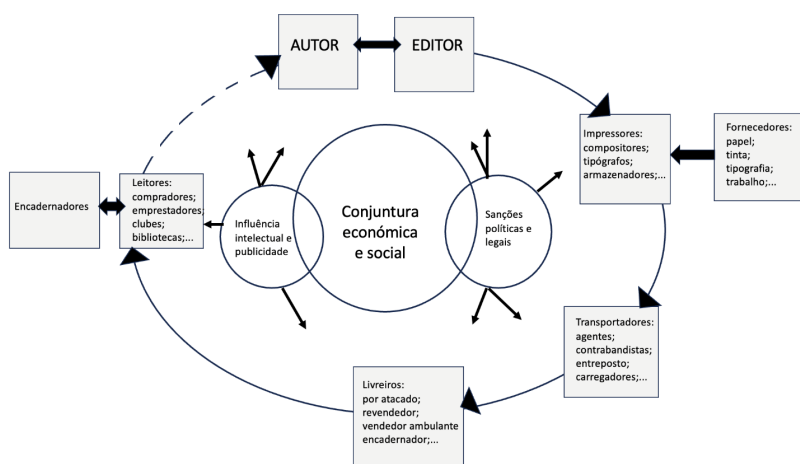 AUTOR
EDITOR
Impressores:
compositores;
tipógrafos;
armazenadores;...
Fornecedores:
papel;
tinta;
tipografia;
trabalho;...
Encadernadores
Leitores:
compradores;
emprestadores;
clubes;
bibliotecas;...
Influência
intelectual e
publicidade
Conjuntura
económica
e social
Sanções
políticas e
legais
Transportadores:
agentes;
contrabandistas;
entreposto;
carregadores;...
Livreiros:
por atacado;
revendedor;
vendedor ambulante
encadernador;...